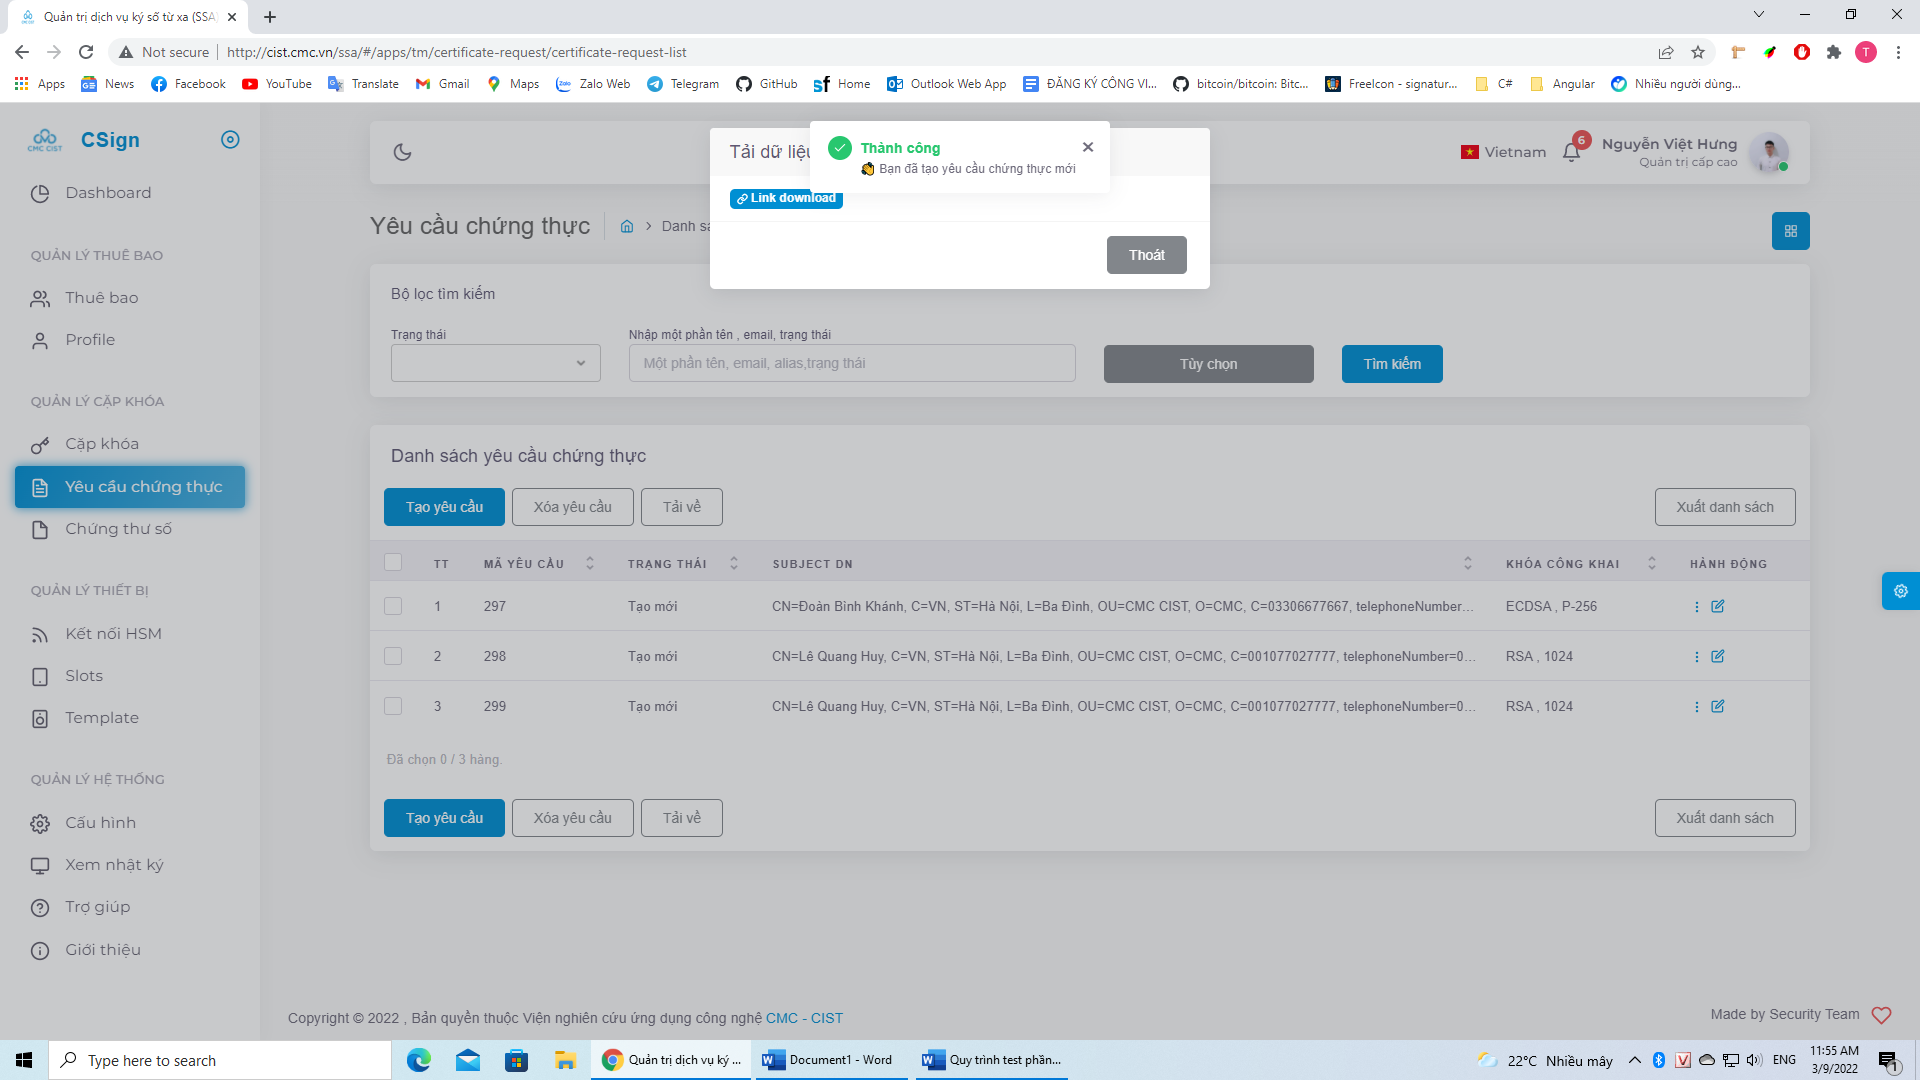 Quản trị dịch vụ ký số từ xa (SSA)
Not secure
http://cist.cmc.vn/ssa/#/apps/tm/certificate-request/certificate-request-list
T
Apps
News
Facebook
YouTube
Translate
Gmail
Maps
Zalo Web
Telegram
GitHub
Home
Outlook Web App
ĐĂNG KÝ CÔNG VI...
bitcoin/bitcoin: Bitc...
FreeIcon - signatur...
C#
Angular
Nhiều người dùng...
CMC CIST
CSign
Dashboard
QUẢN LÝ THUÊ BAO
Thuê bao
Profile
QUẢN LÝ CẶP KHÓA
Cặp khóa
Yêu cầu chứng thực
Chứng thư số
QUẢN LÝ THIẾT BỊ
Kết nối HSM
Slots
Template
QUẢN LÝ HỆ THỐNG
Cấu hình
Xem nhật ký
Trợ giúp
Giới thiệu
Vietnam
6
Nguyễn Việt Hưng
Quản trị cấp cao
Tải dữ liệu
Thành công
Bạn đã tạo yêu cầu chứng thực mới
Link download
Thoát
Yêu cầu chứng thực
Danh sá
Bộ lọc tìm kiếm
Trạng thái
Nhập một phần tên , email, trạng thái
Một phần tên, email, alias,trạng thái
Tùy chọn
Tìm kiếm
Danh sách yêu cầu chứng thực
Tạo yêu cầu
Xóa yêu cầu
Tải về
Xuất danh sách
TT
MÃ YÊU CẦU
TRẠNG THÁI
SUBJECT DN
KHÓA CÔNG KHAI
HÀNH ĐỘNG
1 297 Tạo mới CN=Đoàn Bình Khánh, C=VN, ST=Hà Nội, L=Ba Đình, OU=CMC CIST, O=CMC, C=03306677667, telephoneNumber... ECDSA , P-256
2 298 Tạo mới CN=Lê Quang Huy, C=VN, ST=Hà Nội, L=Ba Đình, OU=CMC CIST, O=CMC, C=001077027777, telephoneNumber=0... RSA , 1024
3 299 Tạo mới CN=Lê Quang Huy, C=VN, ST=Hà Nội, L=Ba Đình, OU=CMC CIST, O=CMC, C=001077027777, telephoneNumber=0... RSA , 1024
Đã chọn 0 / 3 hàng.
Tạo yêu cầu
Xóa yêu cầu
Tải về
Xuất danh sách
Copyright © 2022 , Bản quyền thuộc Viện nghiên cứu ứng dụng công nghệ CMC - CIST
Made by Security Team
Type here to search
Quản trị dịch vụ ký ...
Document1 - Word
Quy trình test phần...
22°C Nhiều mây
ENG
11:55 AM
3/9/2022
1